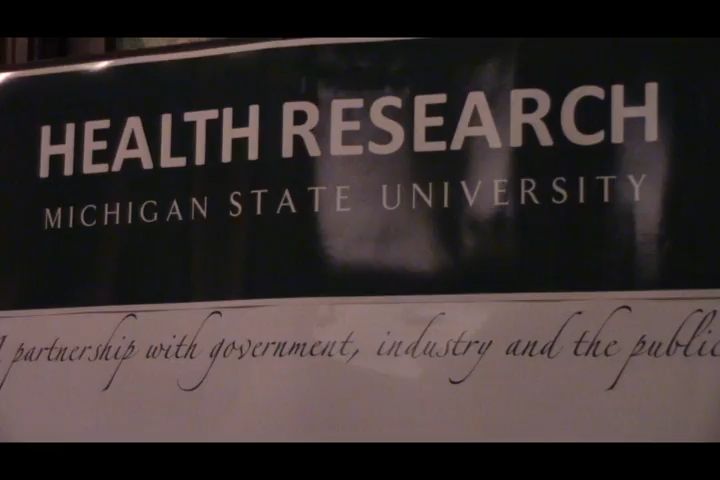 HEALTH RESEARCH
MICHIGAN STATE UNIVERSITY
partnership with government, industry and the public